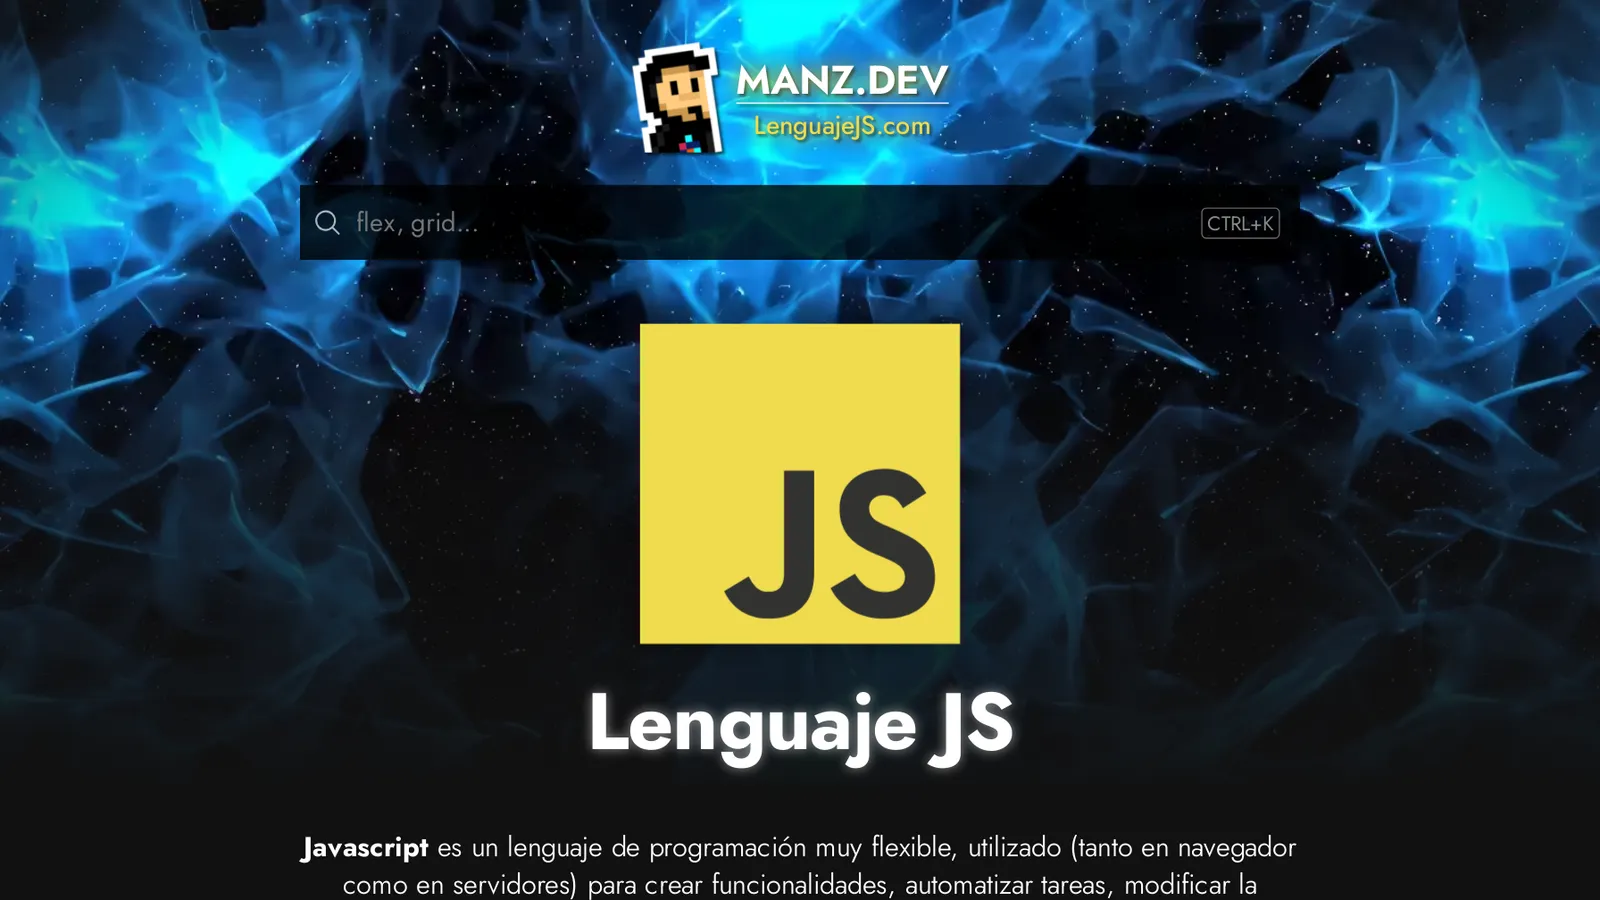 MANZ.DEV
LenguajeJS.com
flex, grid...
CTRL+K
JS
Lenguaje JS
Javascript es un lenguaje de programación muy flexible, utilizado (tanto en navegador
como en servidores) para crear funcionalidades, automatizar tareas, modificar la